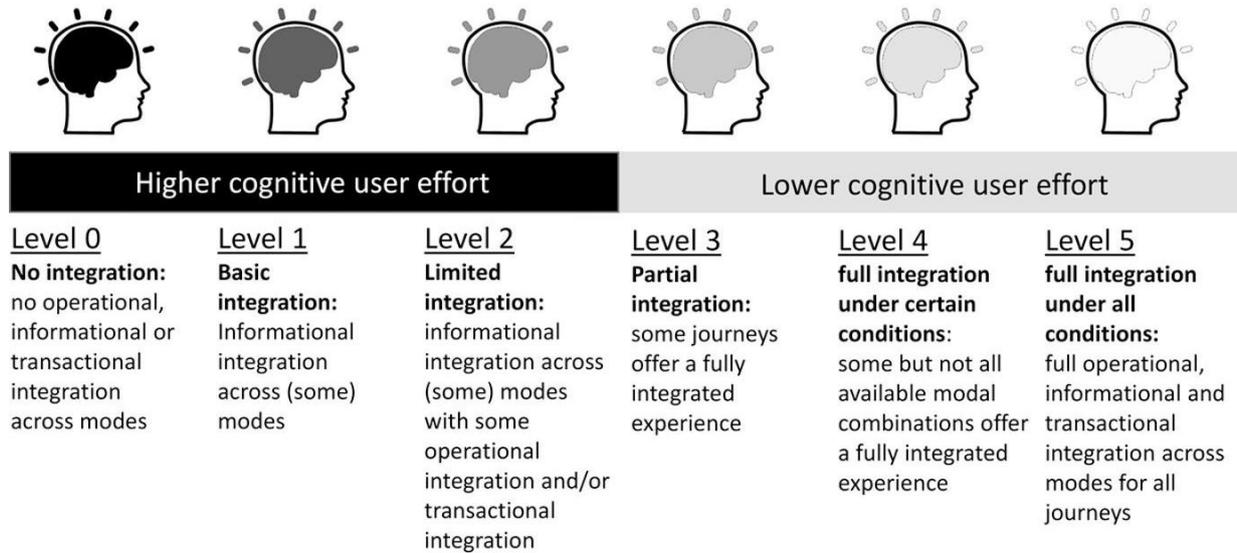 Higher cognitive user effort
Lower cognitive user effort
Level 0
No integration:
no operational,
informational or
transactional
integration
across modes
Level 1
Basic
integration:
Informational
integration
across (some)
modes
Level 2
Limited
integration:
informational
integration across
(some) modes
with some
operational
integration and/or
transactional
integration
Level 3
Partial
integration:
some journeys
offer a fully
integrated
experience
Level 4
full integration
under certain
conditions:
some but not all
available modal
combinations offer
a fully integrated
experience
Level 5
full integration
under all
conditions:
full operational,
informational and
transactional
integration across
modes for all
journeys